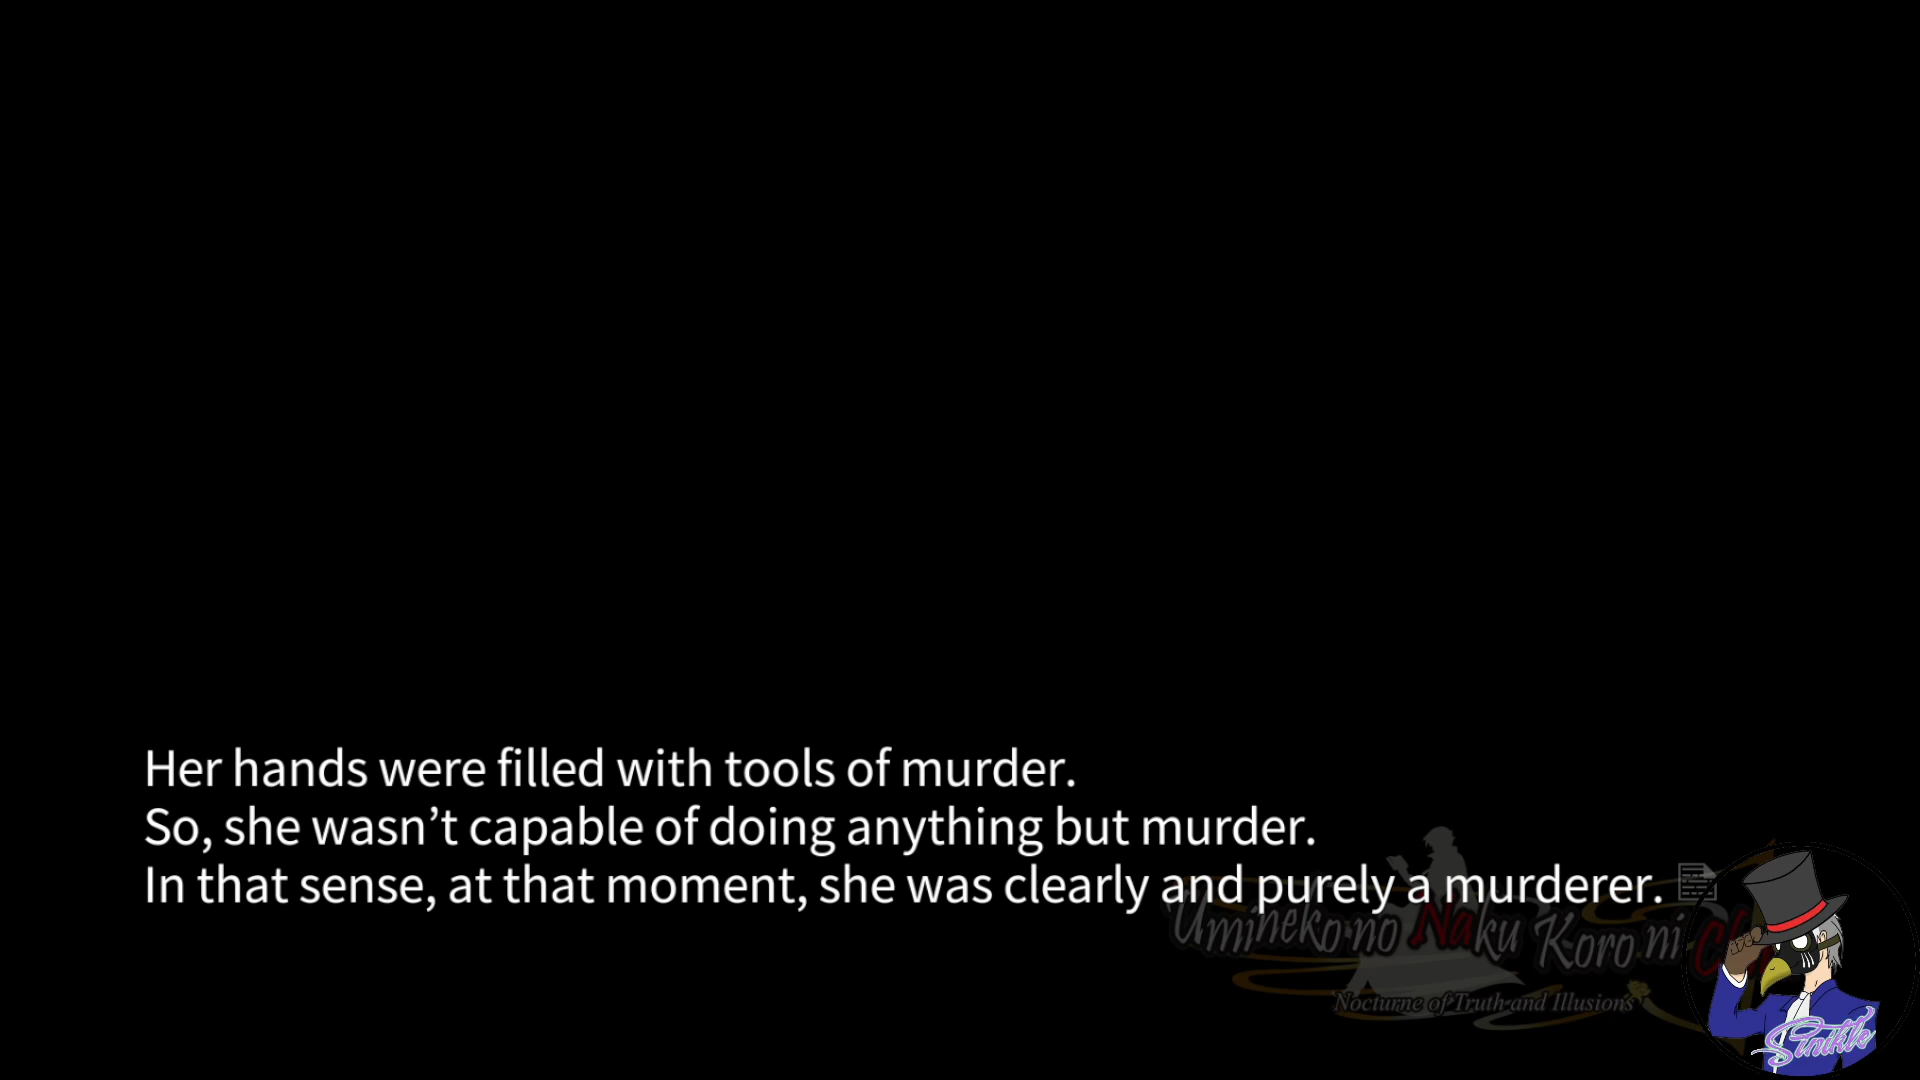 Her hands were filled with tools of murder.
So, she wasn’t capable of doing anything but murder.
In that sense, at that moment, she was clearly and purely a murderer.
Umineko no Naku Koro ni
Nocturne of Truth and Illusions
Sinikle